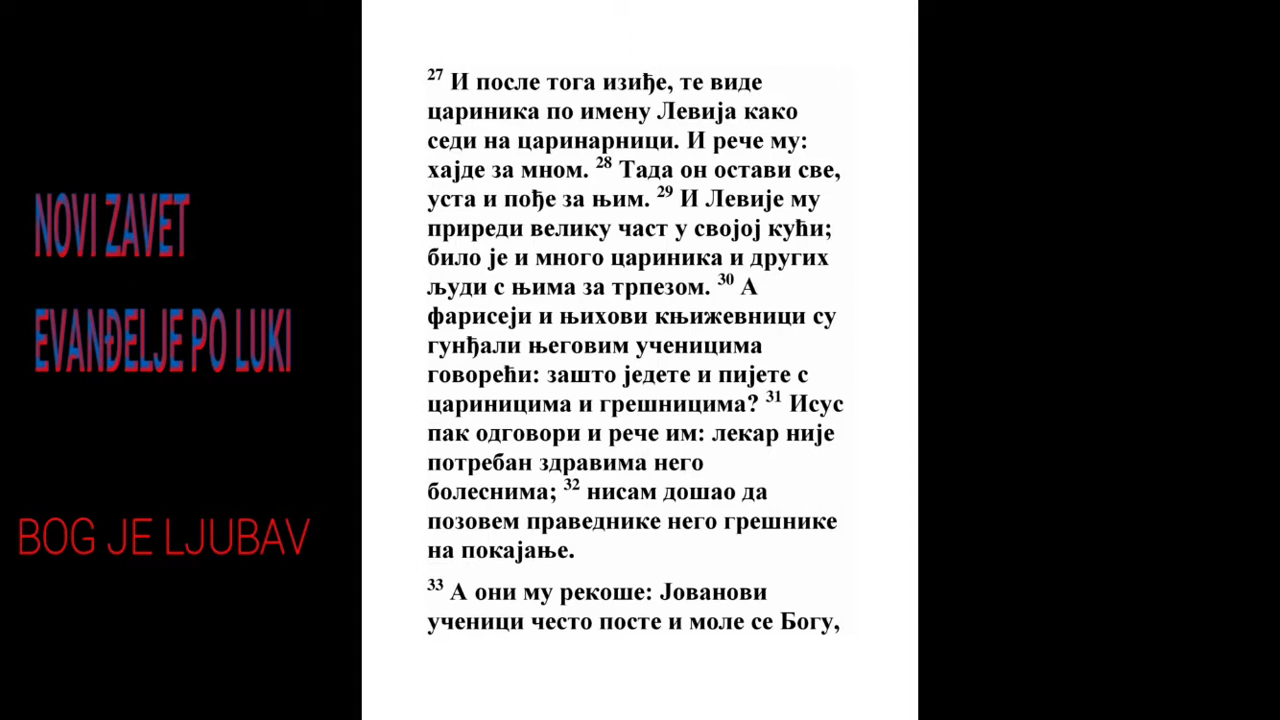 NOVI ZAVET
EVANĐELJE PO LUKI
BOG JE LJUBAV
27 И после тога изиђе, те виде
цариника по имену Левија како
седи на царинарници. И рече му:
хајде за мном. 28 Тада он остави све,
уста и пође за њим. 29 И Левије му
приреди велику част у својој кући;
било је и много цариника и других
људи с њима за трпезом. 30 А
фарисеји и њихови књижевници су
гунђали његовим ученицима
говорећи: зашто једете и пијете с
цариницима и грешницима? 31 Исус
пак одговори и рече им: лекар није
потребан здравима него
болеснима; 32 нисам дошао да
позовем праведнике него грешнике
на покајање.
33 А они му рекоше: Јованови
ученици често посте и моле се Богу,